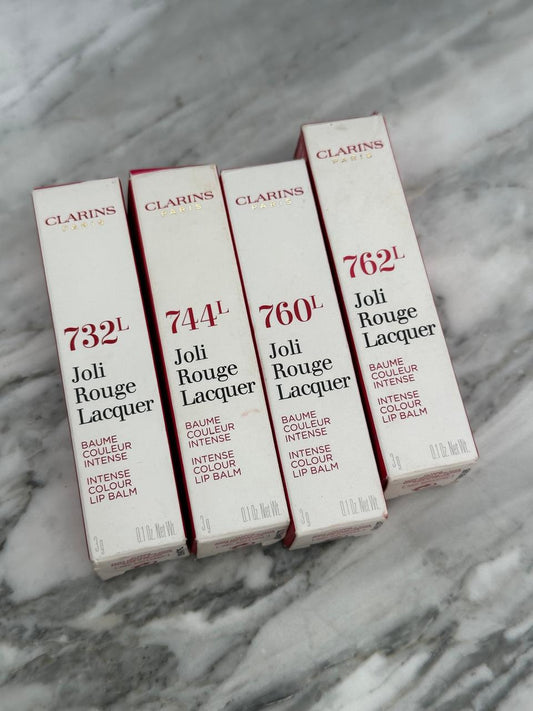 CLARINS
PARIS
732L
Joli
Rouge
Lacquer
BAUME
COULEUR
INTENSE
INTENSE
COLOUR
LIP BALM
3g 0.1 Oz. Net Wt.
CLARINS
PARIS
744L
Joli
Rouge
Lacquer
BAUME
COULEUR
INTENSE
INTENSE
COLOUR
LIP BALM
3g 0.1 Oz. Net Wt.
CLARINS
PARIS
760L
Joli
Rouge
Lacquer
BAUME
COULEUR
INTENSE
INTENSE
COLOUR
LIP BALM
3g 0.1 Oz. Net Wt.
CLARINS
PARIS
762L
Joli
Rouge
Lacquer
BAUME
COULEUR
INTENSE
INTENSE
COLOUR
LIP BALM
3g 0.1 Oz. Net Wt.